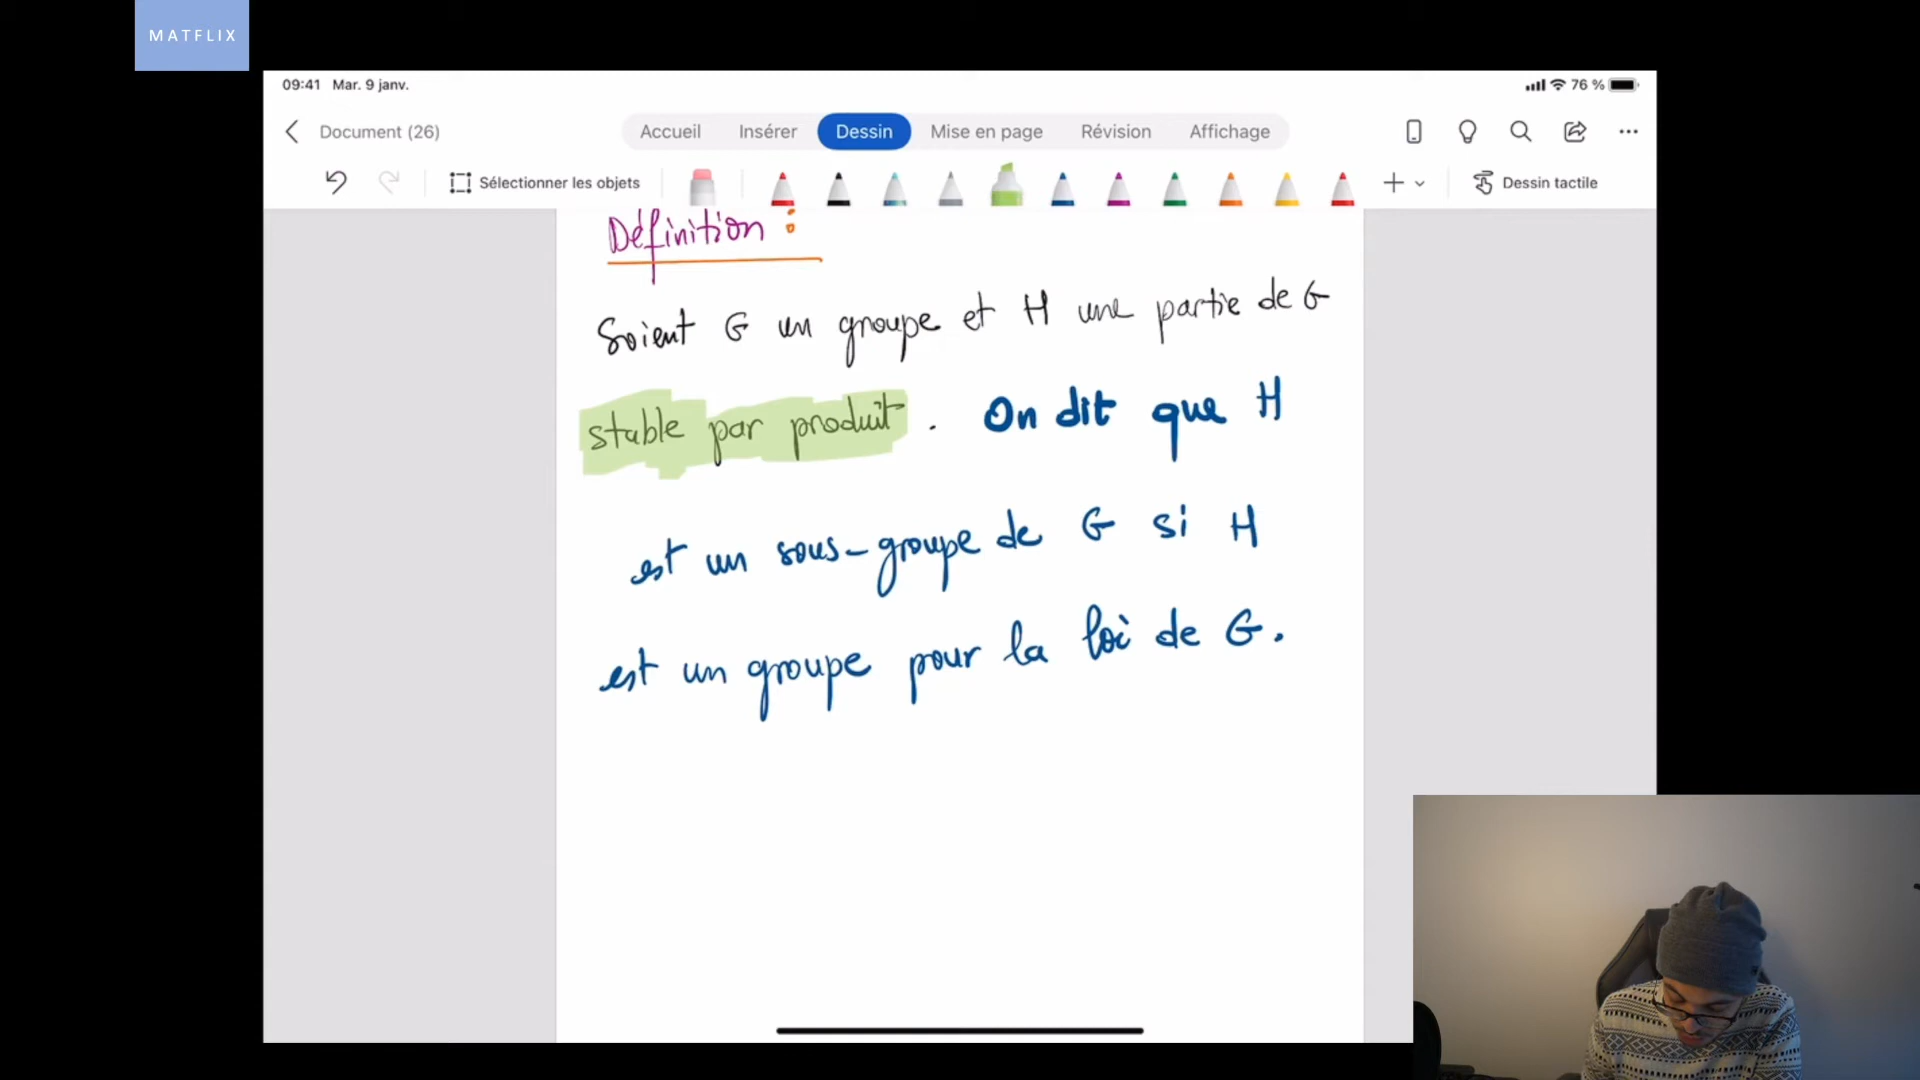 MATFLIX
09:41 Mar. 9 janv.
76 %
Document (26)
Accueil Insérer Dessin Mise en page Révision Affichage
Sélectionner les objets
Dessin tactile
Définition :
Soient G un groupe et H une partie de G
stable par produit. On dit que H
est un sous-groupe de G si H
est un groupe pour la loi de G.